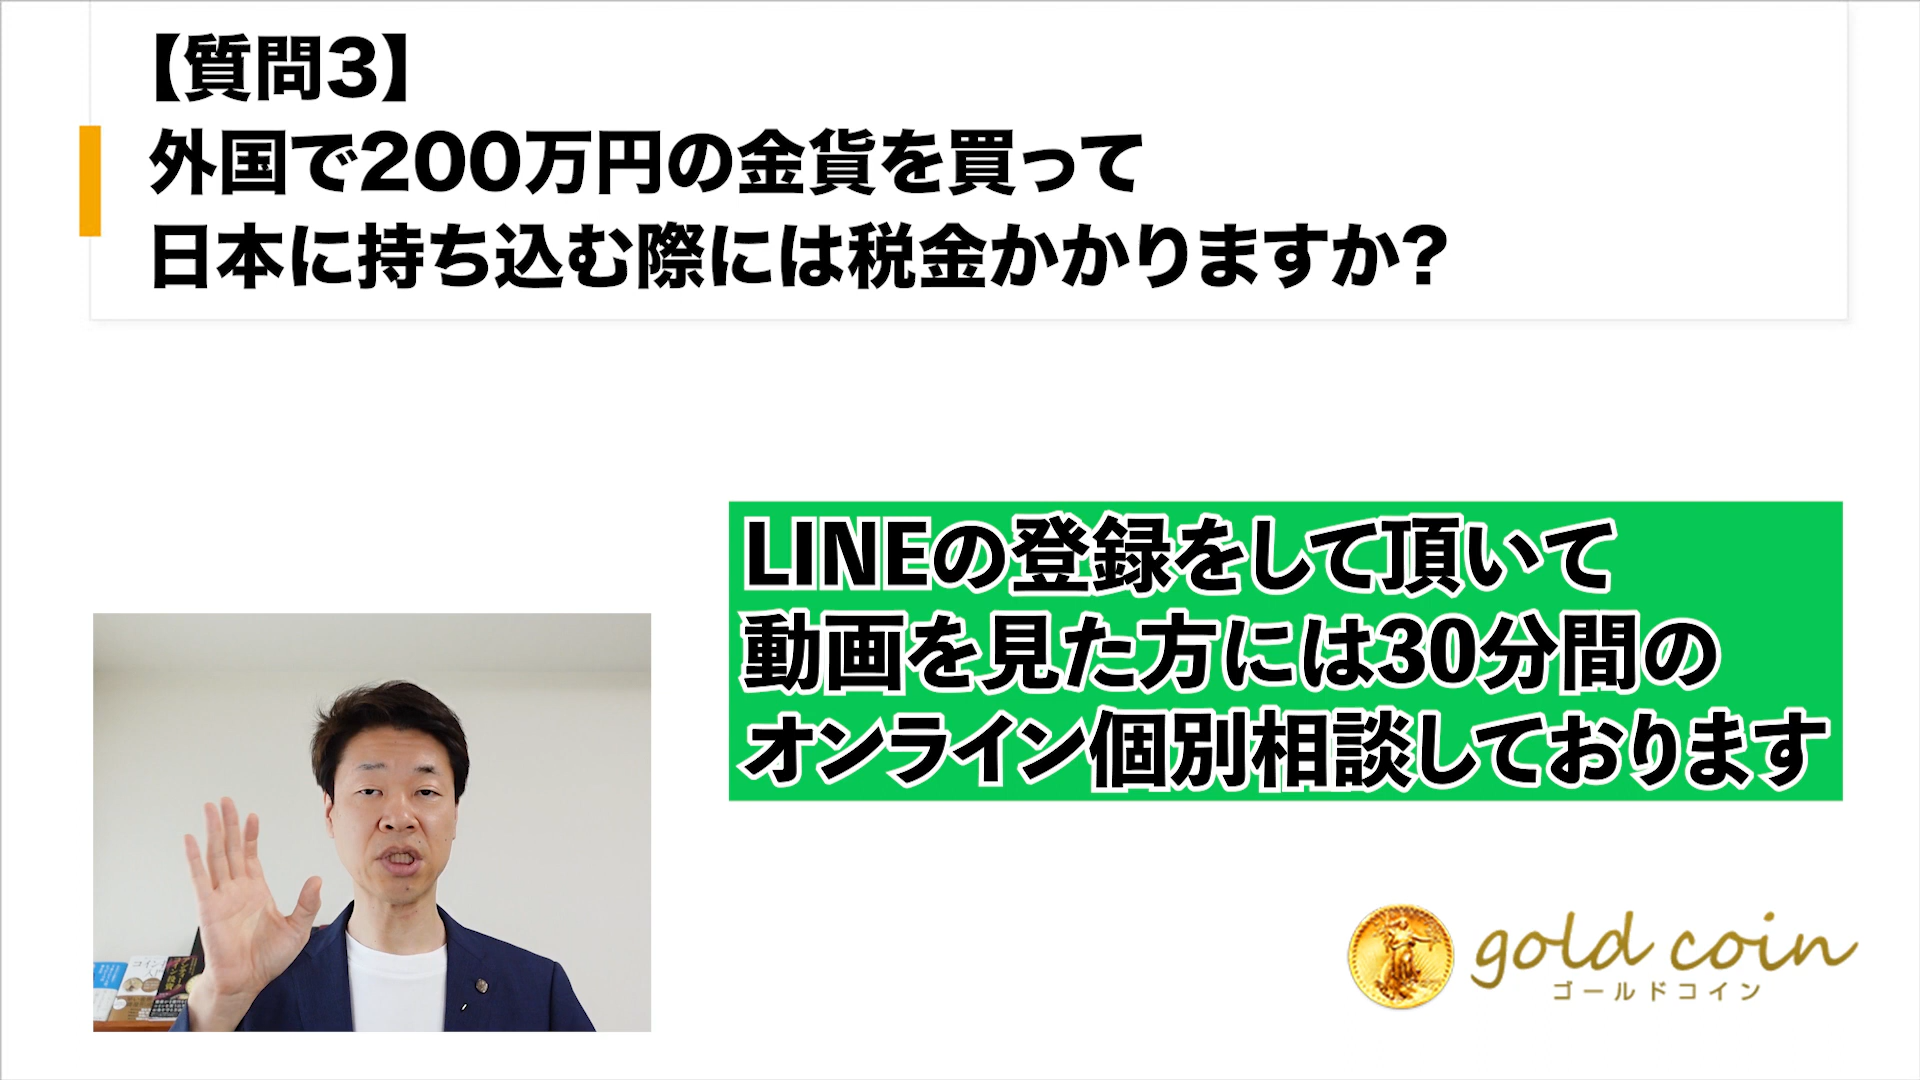 【質問3】
外国で200万円の金貨を買って
日本に持ち込む際には税金かかりますか?
LINEの登録をして頂いて
動画を見た方には30分間の
オンライン個別相談しております
gold coin
ゴールドコイン